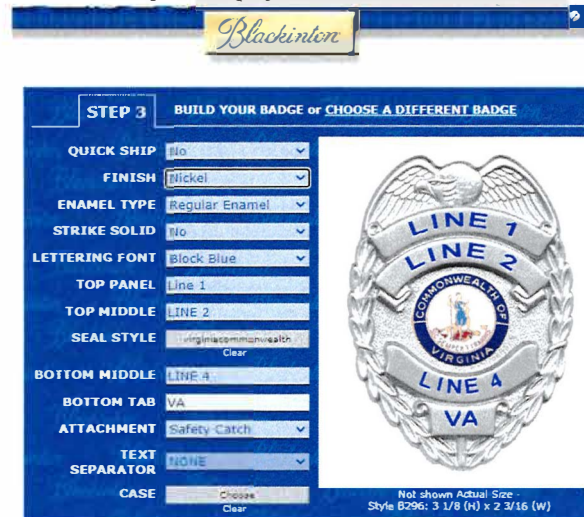 Blackinton
STEP 3
BUILD YOUR BADGE or CHOOSE A DIFFERENT BADGE
QUICK SHIP No
FINISH Nickel
ENAMEL TYPE Regular Enamel
STRIKE SOLID No
LETTERING FONT Block Blue
TOP PANEL Line 1
TOP MIDDLE LINE 2
SEAL STYLE virginiacommonwealth
Clear
BOTTOM MIDDLE LINE 4
BOTTOM TAB VA
ATTACHMENT Safety Catch
TEXT
SEPARATOR NONE
CASE Choose
Clear
LINE 1
LINE 2
COMMONWEALTH OF
VIRGINIA
LINE 4
VA
Not shown Actual Size -
Style B296: 3 1/8 (H) x 2 3/16 (W)